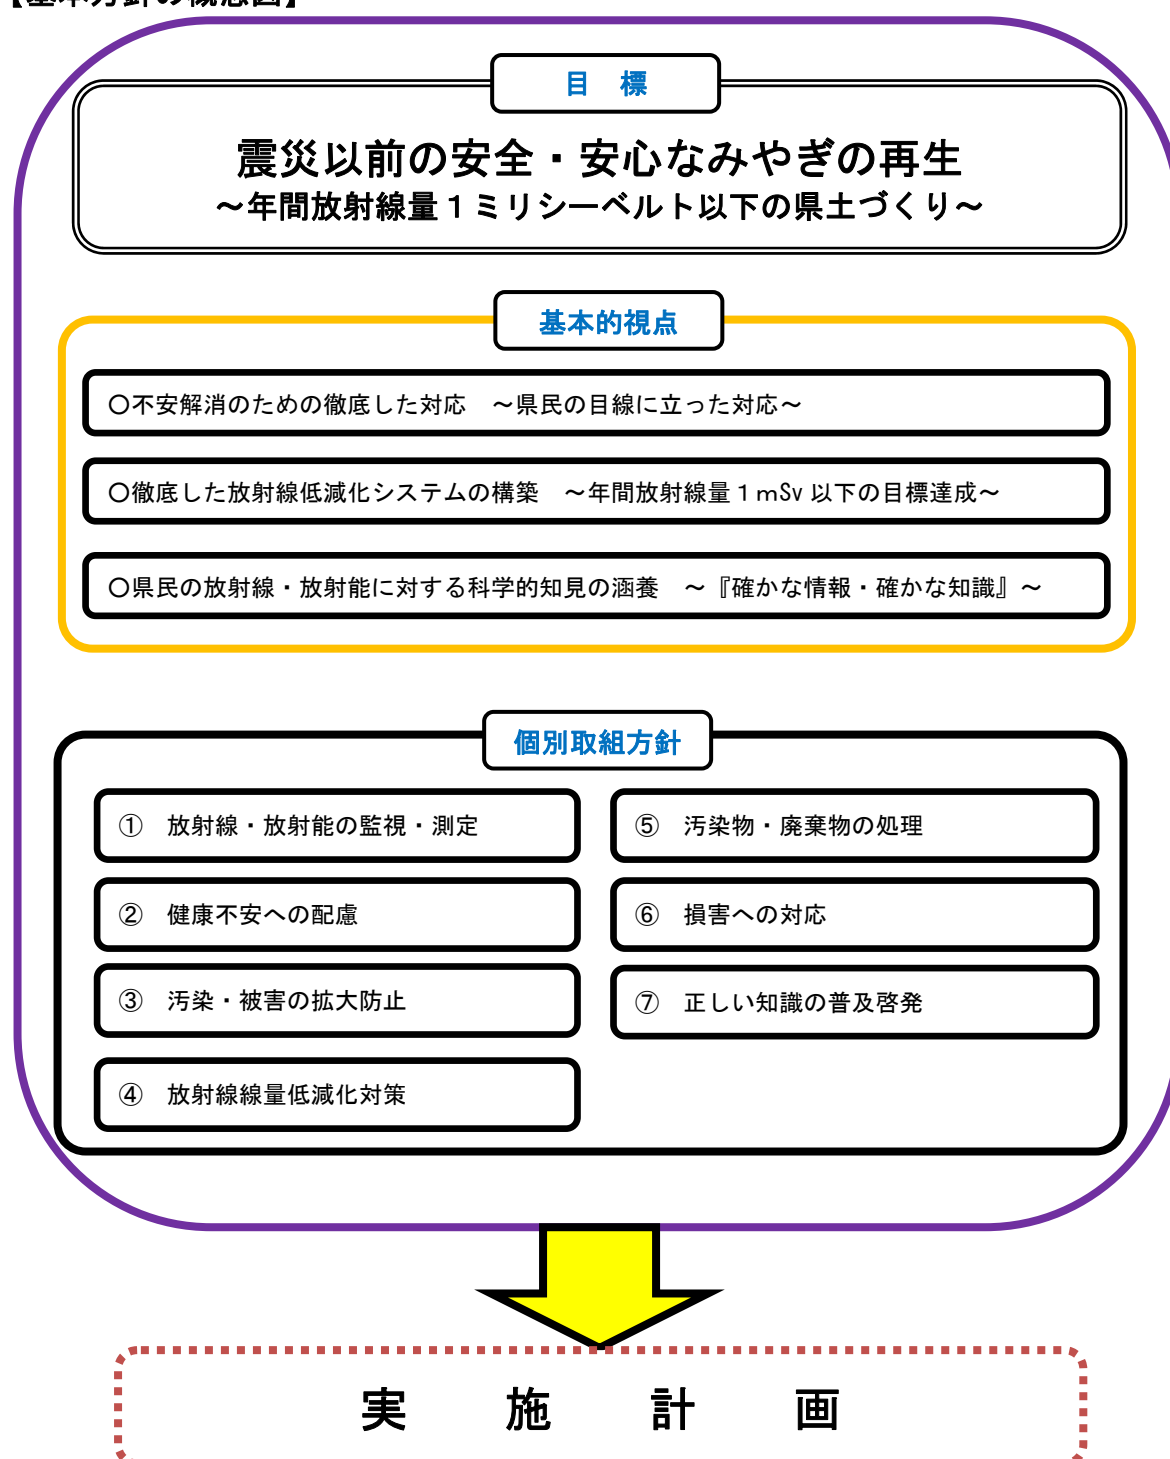 【基本方針の概念図】
目　標
震災以前の安全・安心なみやぎの再生
～年間放射線量１ミリシーベルト以下の県土づくり～
基本的視点
○不安解消のための徹底した対応　～県民の目線に立った対応～
○徹底した放射線低減化システムの構築　～年間放射線量１ｍSv 以下の目標達成～
○県民の放射線・放射能に対する科学的知見の涵養　～『確かな情報・確かな知識』～
個別取組方針
①　放射線・放射能の監視・測定
②　健康不安への配慮
③　汚染・被害の拡大防止
④　放射線線量低減化対策
⑤　汚染物・廃棄物の処理
⑥　損害への対応
⑦　正しい知識の普及啓発
実　施　計　画